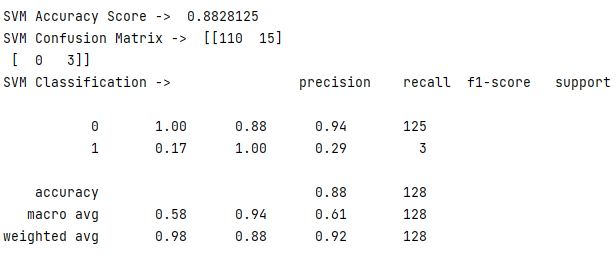 SVM Accuracy Score ->  0.8828125
SVM Confusion Matrix ->  [[110  15]
 [  0   3]]
SVM Classification ->                precision    recall  f1-score   support
           0       1.00      0.88      0.94       125
           1       0.17      1.00      0.29         3
    accuracy                           0.88       128
   macro avg       0.58      0.94      0.61       128
weighted avg       0.98      0.88      0.92       128